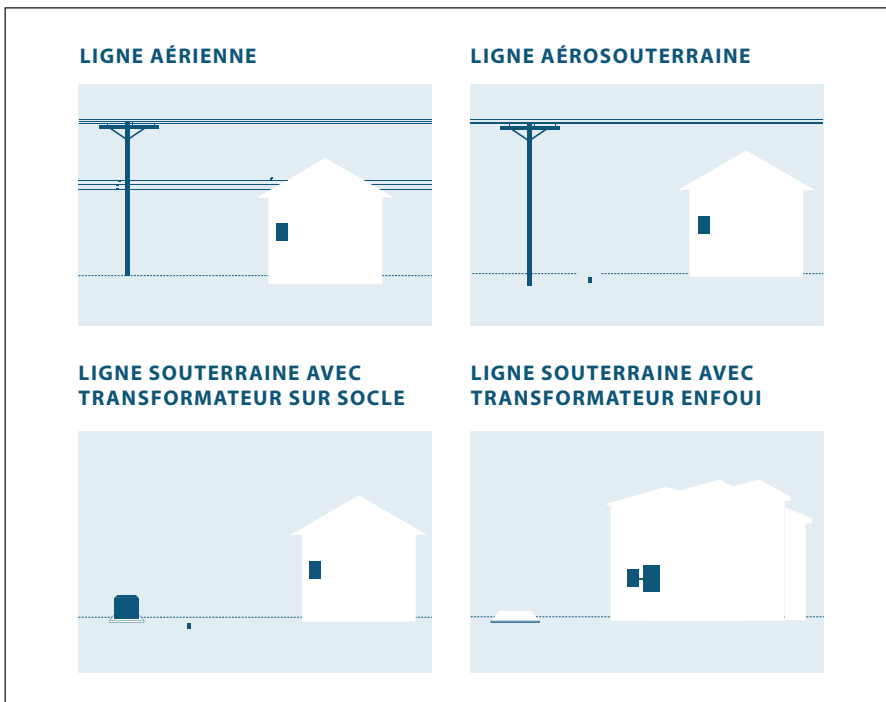 LIGNE AÉRIENNE
LIGNE AÉROSOUTERRAINE
LIGNE SOUTERRAINE AVEC
TRANSFORMATEUR SUR SOCLE
LIGNE SOUTERRAINE AVEC
TRANSFORMATEUR ENFOUI